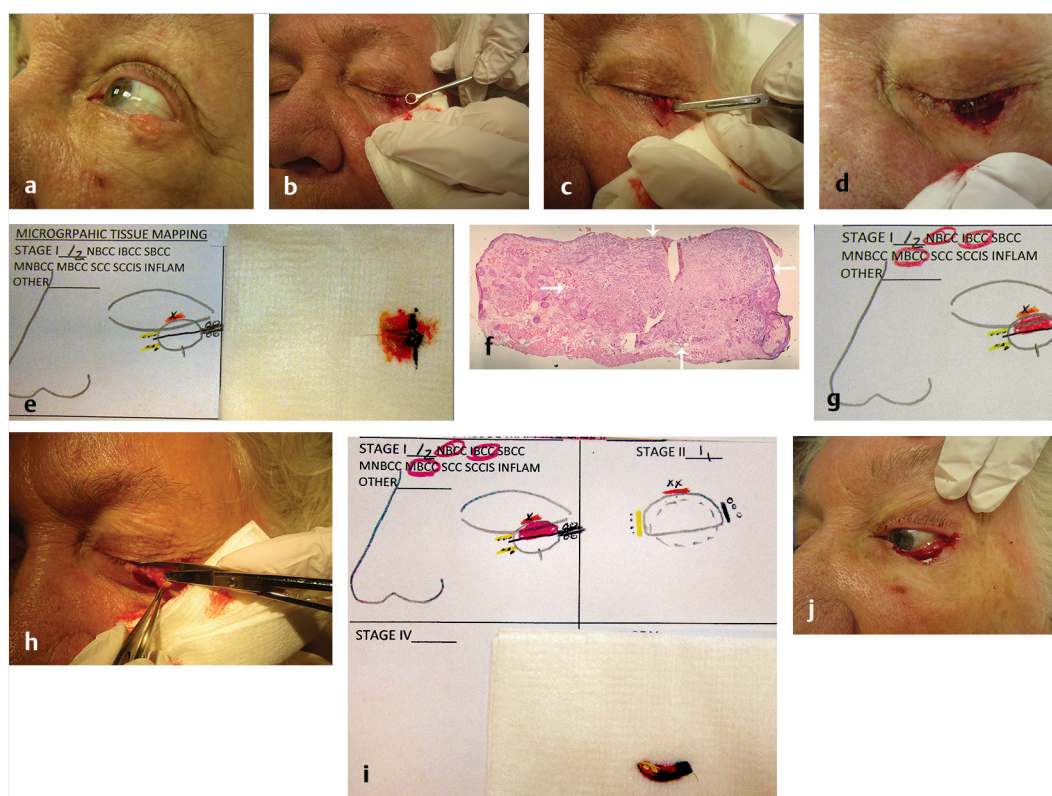 a
b
c
d
MICROGRPAHIC TISSUE MAPPING
STAGE I 1/2 NBCC IBCC SBCC
MNBCC MBCC SCC SCCIS INFLAM
OTHER
x
e
f
STAGE I 1/2 NBCC IBCC SBCC
MNBCC MBCC SCC SCCIS INFLAM
OTHER
x
g
h
STAGE I 1/2 NBCC IBCC SBCC
MNBCC MBCC SCC SCCIS INFLAM
OTHER
x
STAGE II
xx
STAGE IV
i
j